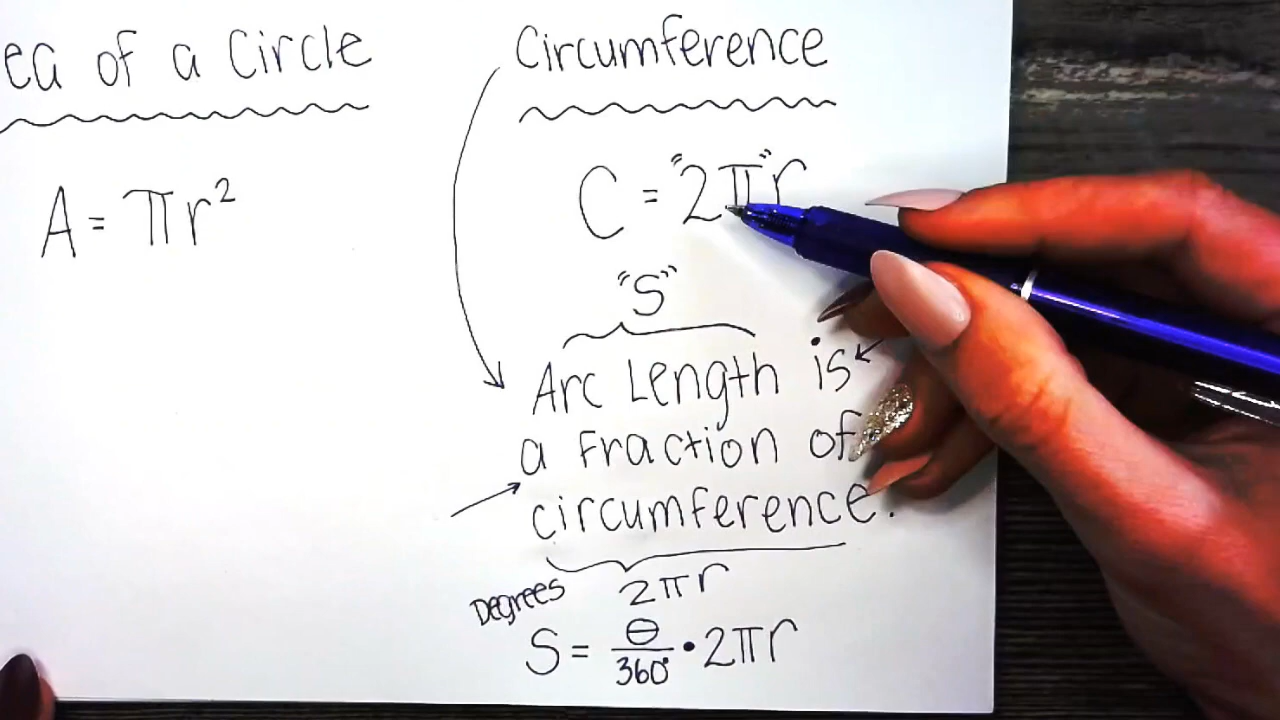 ea of a Circle
A = πr²
Circumference
C = "2π"r
"S"
Arc Length is
a fraction of
circumference.
2πr
Degrees
S = θ/360° • 2πr